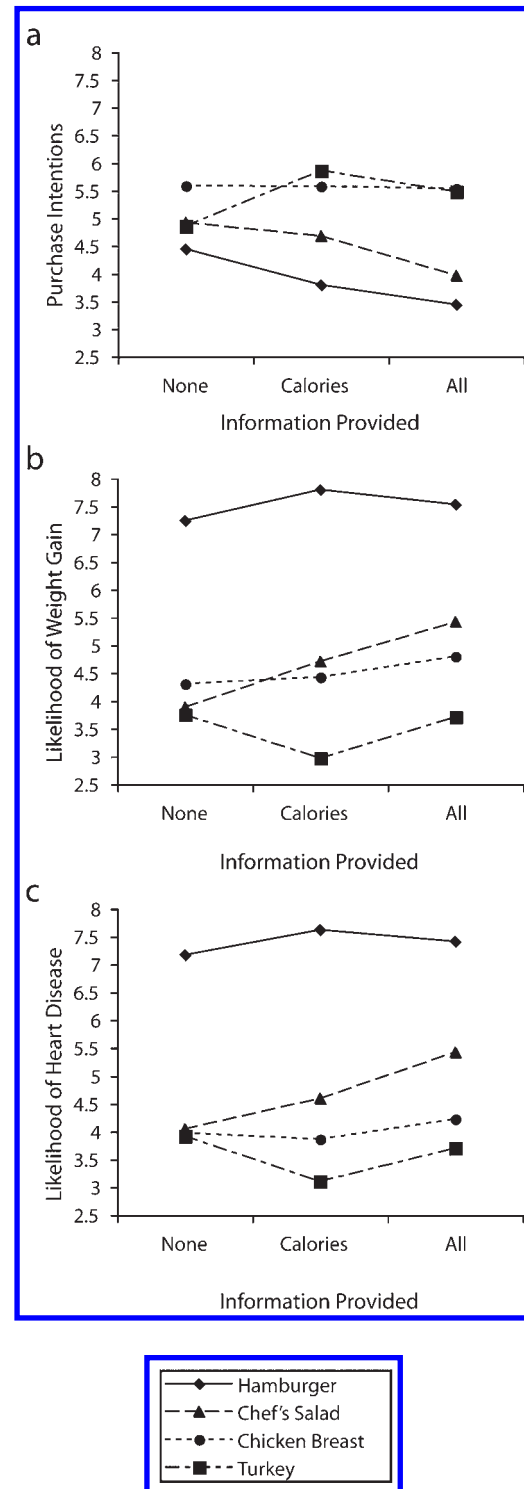 a
8
7.5
7
6.5
6
5.5
5
4.5
4
3.5
3
2.5
Purchase Intentions
None Calories All
Information Provided
b
8
7.5
7
6.5
6
5.5
5
4.5
4
3.5
3
2.5
Likelihood of Weight Gain
None Calories All
Information Provided
c
8
7.5
7
6.5
6
5.5
5
4.5
4
3.5
3
2.5
Likelihood of Heart Disease
None Calories All
Information Provided
Hamburger
Chef's Salad
Chicken Breast
Turkey